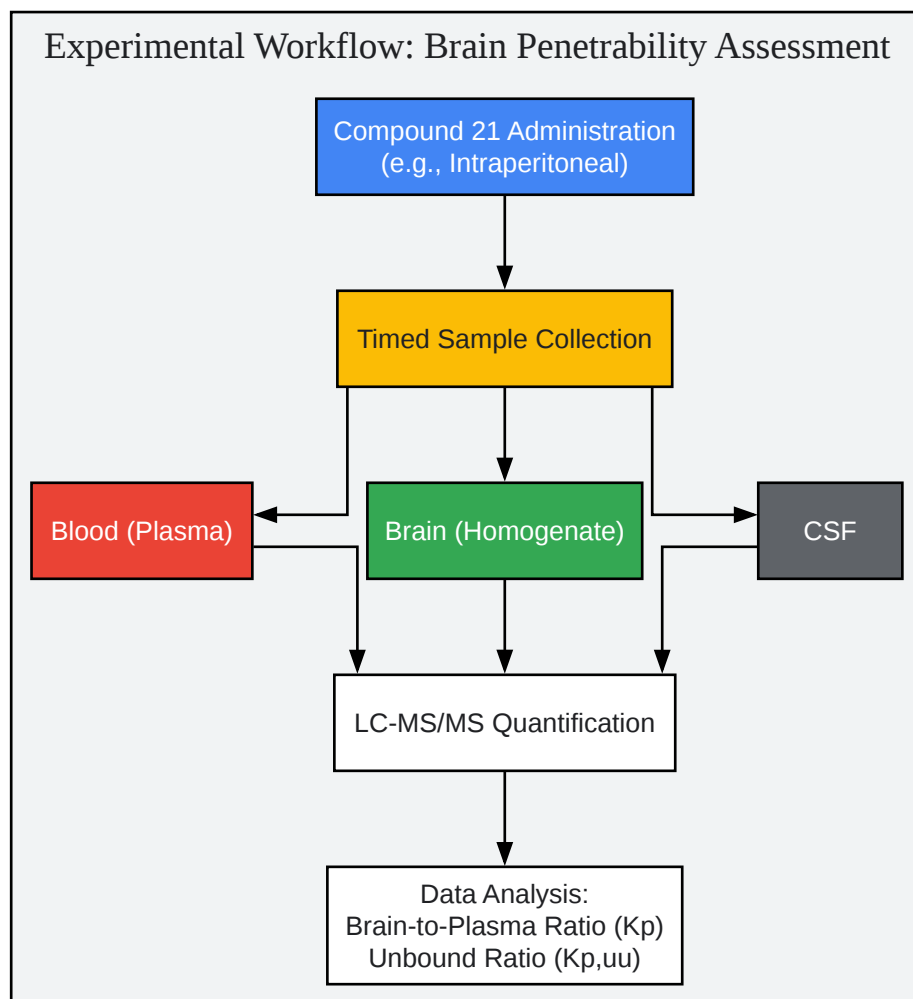 Experimental Workflow: Brain Penetrability Assessment
Compound 21 Administration
(e.g., Intraperitoneal)
Timed Sample Collection
Blood (Plasma)
Brain (Homogenate)
CSF
LC-MS/MS Quantification
Data Analysis:
Brain-to-Plasma Ratio (Kp)
Unbound Ratio (Kp,uu)